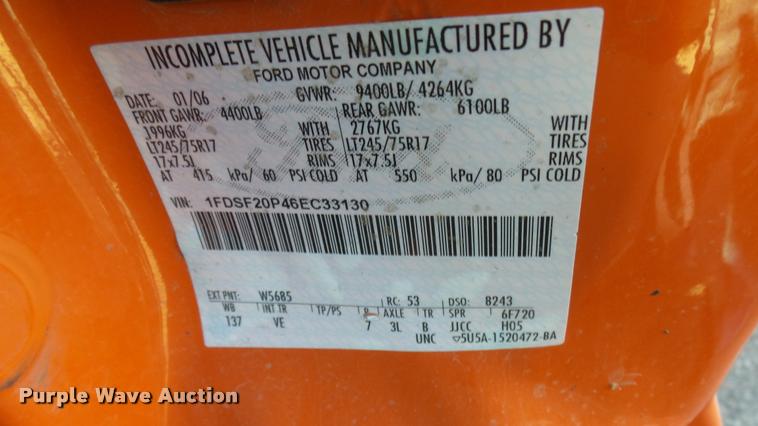 INCOMPLETE VEHICLE MANUFACTURED BY
FORD MOTOR COMPANY
DATE: 01/06 GVWR: 9400LB/ 4264KG
FRONT GAWR: 4400LB REAR GAWR: 6100LB
1996KG WITH 2767KG WITH
LT245/75R17 TIRES LT245/75R17 TIRES
17x7.5J RIMS 17x7.5J RIMS
AT 415 kPa/ 60 PSI COLD AT 550 kPa/ 80 PSI COLD
VIN: 1FDSF20P46EC33130
EXT PNT: W5685 RC: 53 DSO: 8243
WB INT TR TP/PS R AXLE TR SPR 6F720
137 VE 7 3L B JJCC H05
UNC ▽5U5A-1520472-BA
Purple Wave Auction